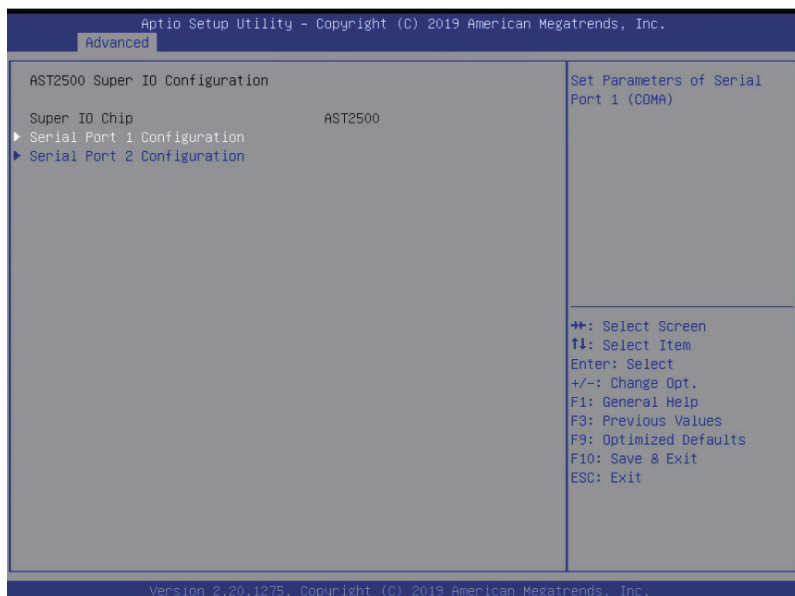 Aptio Setup Utility – Copyright (C) 2019 American Megatrends, Inc.
Advanced
AST2500 Super IO Configuration
Super IO Chip AST2500
Serial Port 1 Configuration
Serial Port 2 Configuration
Set Parameters of Serial
Port 1 (COMA)
→←: Select Screen
↑↓: Select Item
Enter: Select
+/-: Change Opt.
F1: General Help
F3: Previous Values
F9: Optimized Defaults
F10: Save & Exit
ESC: Exit
Version 2.20.1275. Copyright (C) 2019 American Megatrends, Inc.